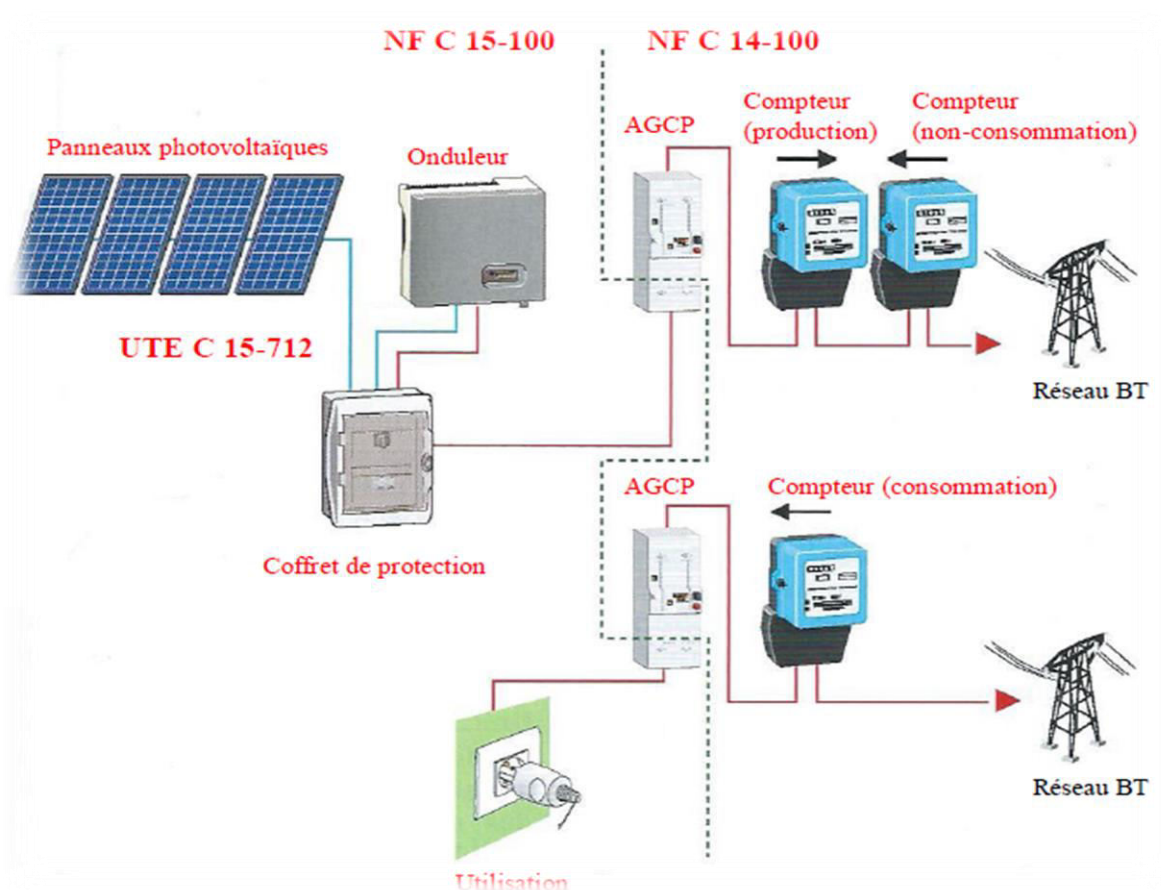 NF C 15-100
NF C 14-100
Compteur
(production)
Compteur
(non-consommation)
AGCP
Panneaux photovoltaïques
Onduleur
UTE C 15-712
Réseau BT
AGCP
Compteur (consommation)
Coffret de protection
Réseau BT
Utilisation